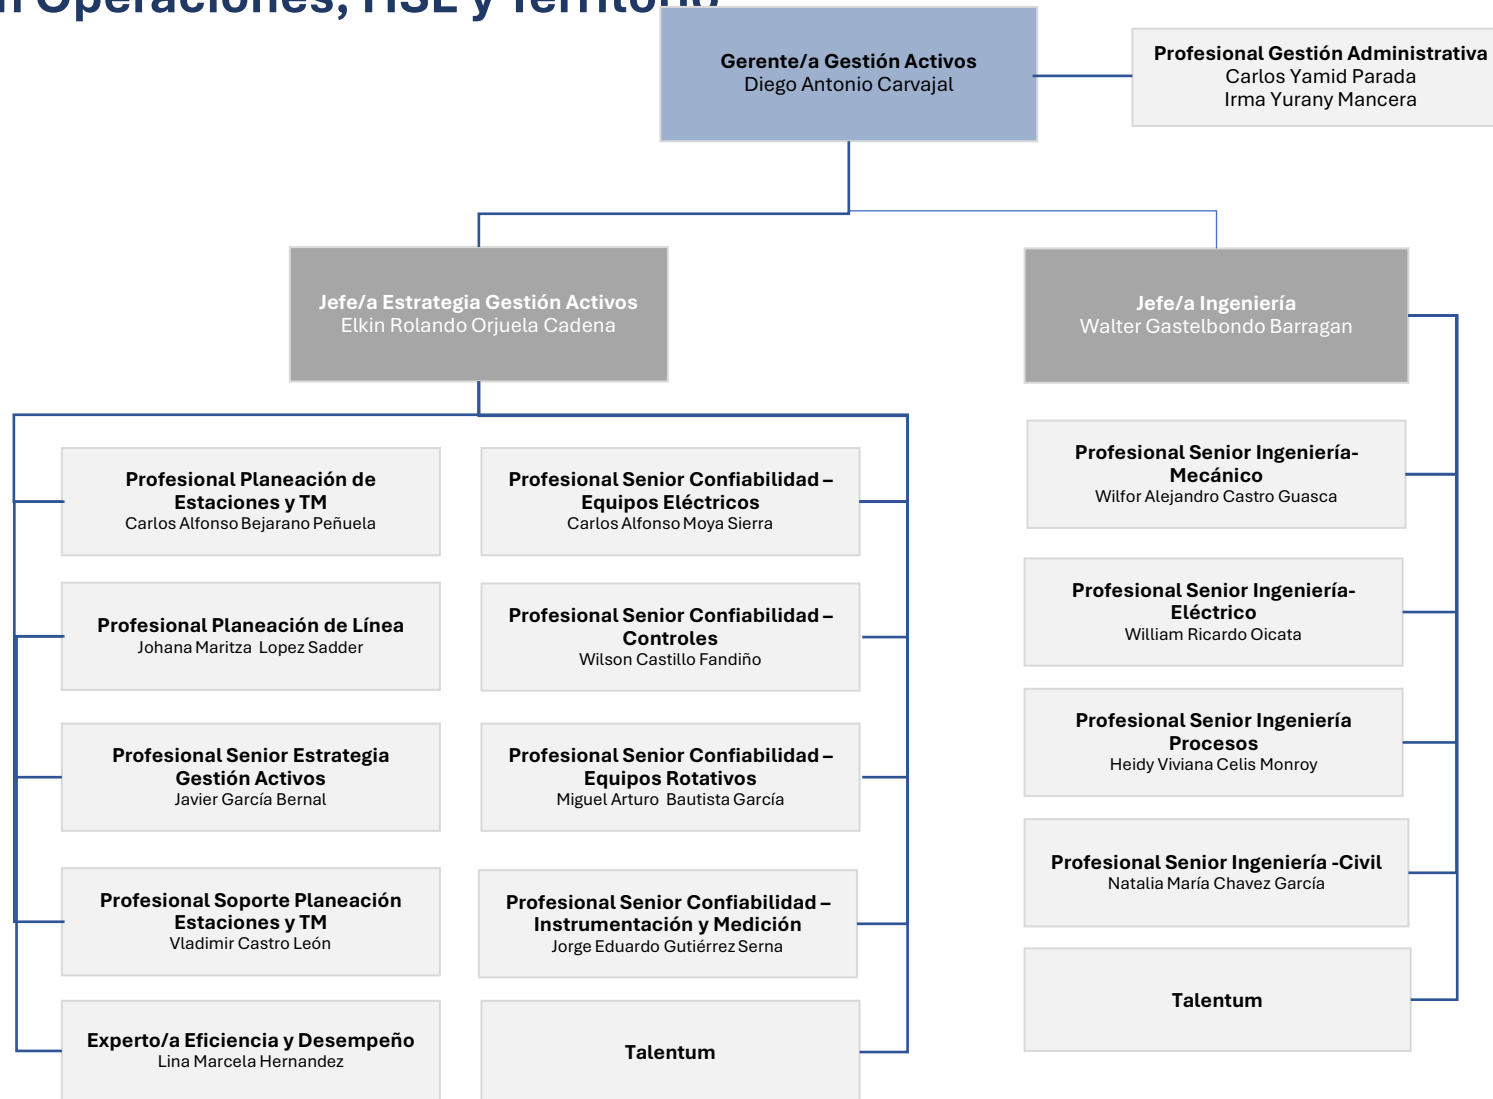 n Operaciones, HSE y Territorio
Gerente/a Gestión Activos
Diego Antonio Carvajal
Profesional Gestión Administrativa
Carlos Yamid Parada
Irma Yurany Mancera
Jefe/a Estrategia Gestión Activos
Elkin Rolando Orjuela Cadena
Jefe/a Ingeniería
Walter Gastelbondo Barragan
Profesional Planeación de
Estaciones y TM
Carlos Alfonso Bejarano Peñuela
Profesional Planeación de Línea
Johana Maritza Lopez Sadder
Profesional Senior Estrategia
Gestión Activos
Javier García Bernal
Profesional Soporte Planeación
Estaciones y TM
Vladimir Castro León
Experto/a Eficiencia y Desempeño
Lina Marcela Hernandez
Profesional Senior Confiabilidad –
Equipos Eléctricos
Carlos Alfonso Moya Sierra
Profesional Senior Confiabilidad –
Controles
Wilson Castillo Fandiño
Profesional Senior Confiabilidad –
Equipos Rotativos
Miguel Arturo Bautista García
Profesional Senior Confiabilidad –
Instrumentación y Medición
Jorge Eduardo Gutiérrez Serna
Talentum
Profesional Senior Ingeniería-
Mecánico
Wilfor Alejandro Castro Guasca
Profesional Senior Ingeniería-
Eléctrico
William Ricardo Oicata
Profesional Senior Ingeniería
Procesos
Heidy Viviana Celis Monroy
Profesional Senior Ingeniería -Civil
Natalia María Chavez García
Talentum